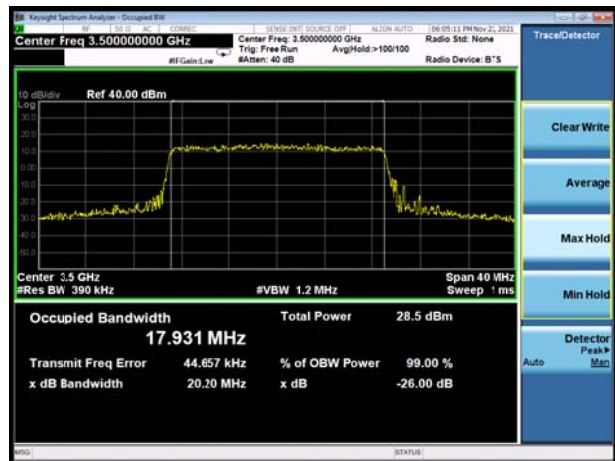 Keysight Spectrum Analyzer - Occupied BW
RF 50 Ω AC CORREC SENSE:INT SOURCE OFF ALIGN AUTO 06:05:11 PM Nov 2, 2021
Center Freq 3.500000000 GHz Center Freq: 3.500000000 GHz Radio Std: None Trace/Detector
Trig: Free Run Avg|Hold:>100/100
#IFGain:Low #Atten: 40 dB Radio Device: BTS
10 dB/div Ref 40.00 dBm
Log
30.0
20.0
10.0
0.00
-10.0
-20.0
-30.0
-40.0
-50.0
Center 3.5 GHz Span 40 MHz
#Res BW 390 kHz #VBW 1.2 MHz Sweep 1 ms
Occupied Bandwidth Total Power 28.5 dBm
17.931 MHz
Transmit Freq Error 44.657 kHz % of OBW Power 99.00 %
x dB Bandwidth 20.20 MHz x dB -26.00 dB
Clear Write
Average
Max Hold
Min Hold
Detector
Peak▶
Auto Man
MSG STATUS